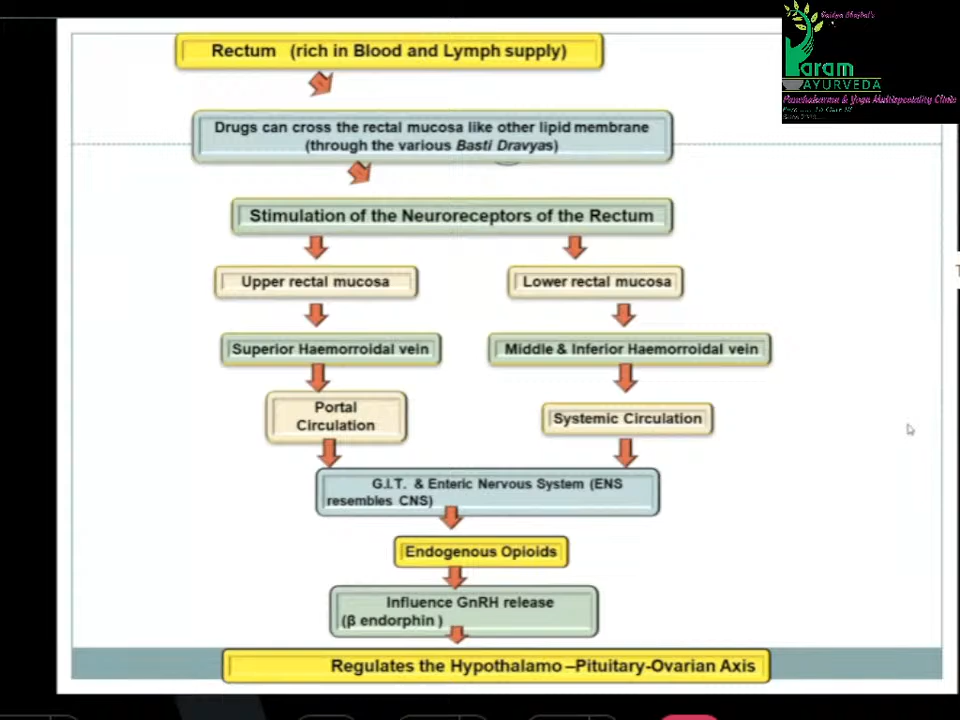 Rectum (rich in Blood and Lymph supply)
Drugs can cross the rectal mucosa like other lipid membrane
(through the various Basti Dravyas)
Stimulation of the Neuroreceptors of the Rectum
Upper rectal mucosa
Lower rectal mucosa
Superior Haemorroidal vein
Middle & Inferior Haemorroidal vein
Portal
Circulation
Systemic Circulation
G.I.T. & Enteric Nervous System (ENS
resembles CNS)
Endogenous Opioids
Influence GnRH release
(β endorphin )
Regulates the Hypothalamo –Pituitary-Ovarian Axis
Param
AYURVEDA
Panchakarma & Yoga Multispeciality Clinic